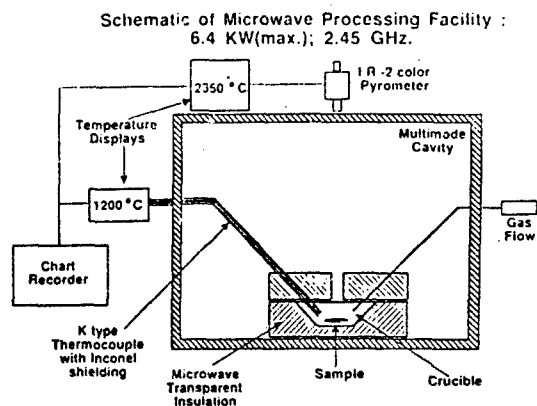 Schematic of Microwave Processing Facility :
6.4 KW(max.); 2.45 GHz.
2350 °C
I R -2 color
Pyrometer
Temperature
Displays
Multimode
Cavity
1200 °C
Gas
Flow
Chart
Recorder
K type
Thermocouple
with Inconel
shielding
Microwave
Transparent
Insulation
Sample
Crucible